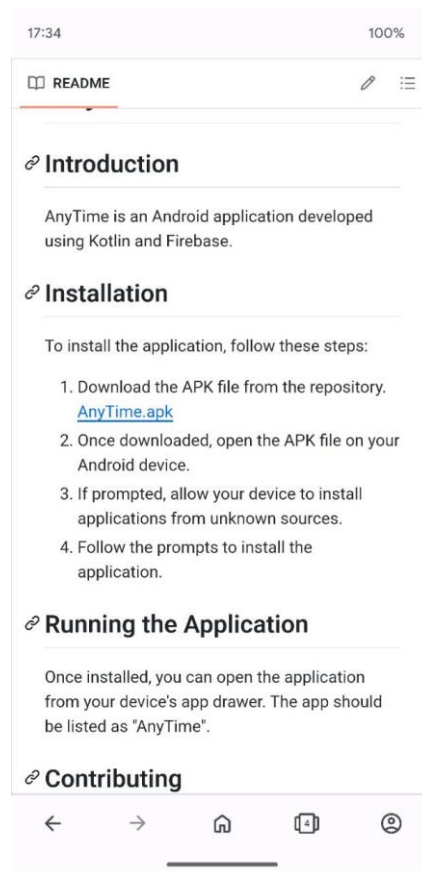 17:34
100%
README
Introduction
AnyTime is an Android application developed
using Kotlin and Firebase.
Installation
To install the application, follow these steps:
1. Download the APK file from the repository.
AnyTime.apk
2. Once downloaded, open the APK file on your
Android device.
3. If prompted, allow your device to install
applications from unknown sources.
4. Follow the prompts to install the
application.
Running the Application
Once installed, you can open the application
from your device's app drawer. The app should
be listed as "AnyTime".
Contributing
4